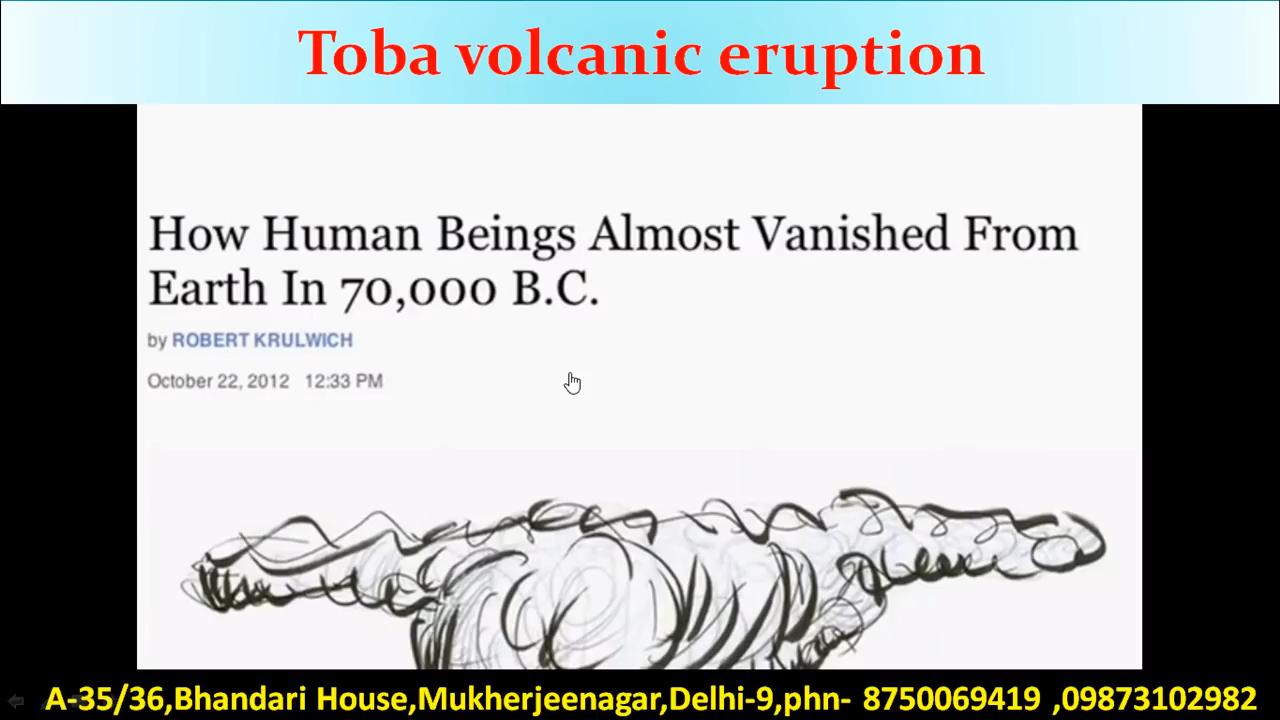 Toba volcanic eruption
How Human Beings Almost Vanished From
Earth In 70,000 B.C.
by ROBERT KRULWICH
October 22, 2012 12:33 PM
A-35/36,Bhandari House,Mukherjeenagar,Delhi-9,phn- 8750069419 ,09873102982